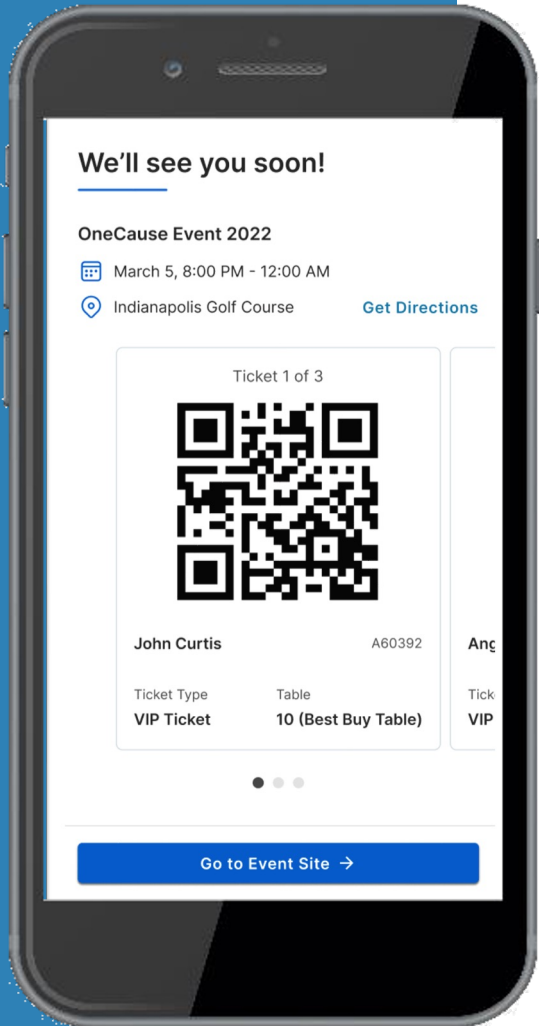 We'll see you soon!
OneCause Event 2022
March 5, 8:00 PM - 12:00 AM
Indianapolis Golf Course Get Directions
Ticket 1 of 3
John Curtis A60392 Ang
Ticket Type Table Tick
VIP Ticket 10 (Best Buy Table) VIP
Go to Event Site →